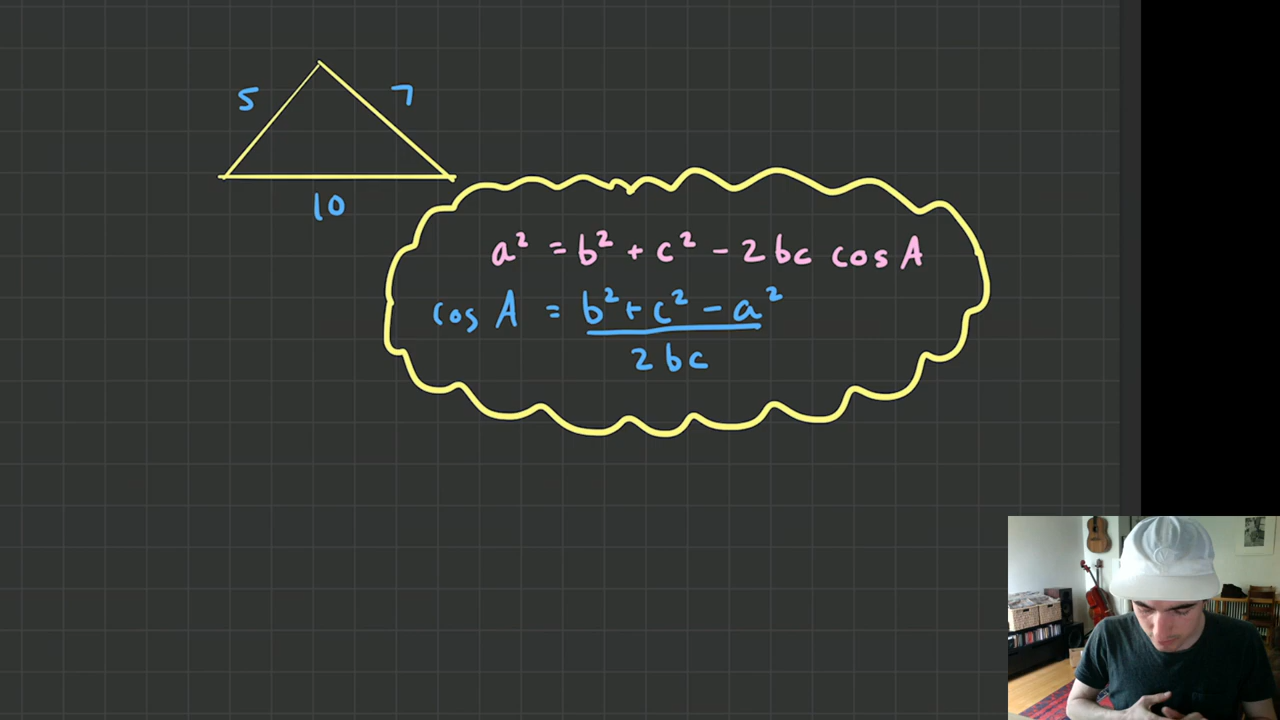 5
7
10
a² = b² + c² - 2bc cos A
cos A = b² + c² - a²
2bc